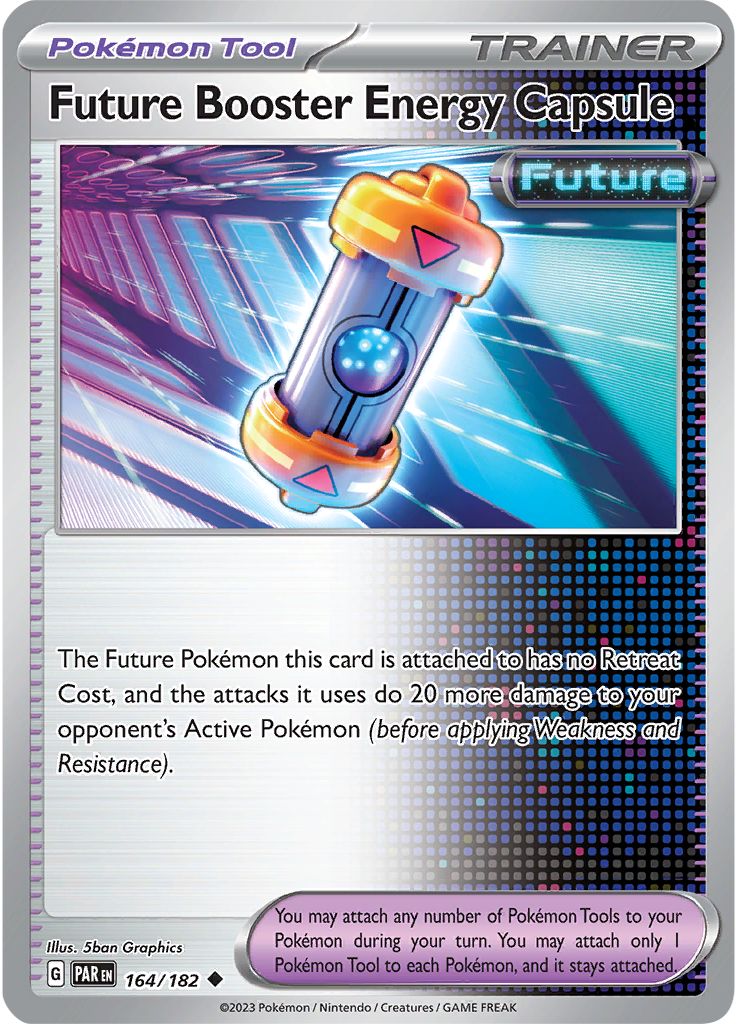 Pokémon Tool
TRAINER
Future Booster Energy Capsule
Future
The Future Pokémon this card is attached to has no Retreat
Cost, and the attacks it uses do 20 more damage to your
opponent's Active Pokémon (before applying Weakness and
Resistance).
You may attach any number of Pokémon Tools to your
Pokémon during your turn. You may attach only 1
Pokémon Tool to each Pokémon, and it stays attached.
Illus. 5ban Graphics
G PAR EN 164/182
©2023 Pokémon / Nintendo / Creatures / GAME FREAK